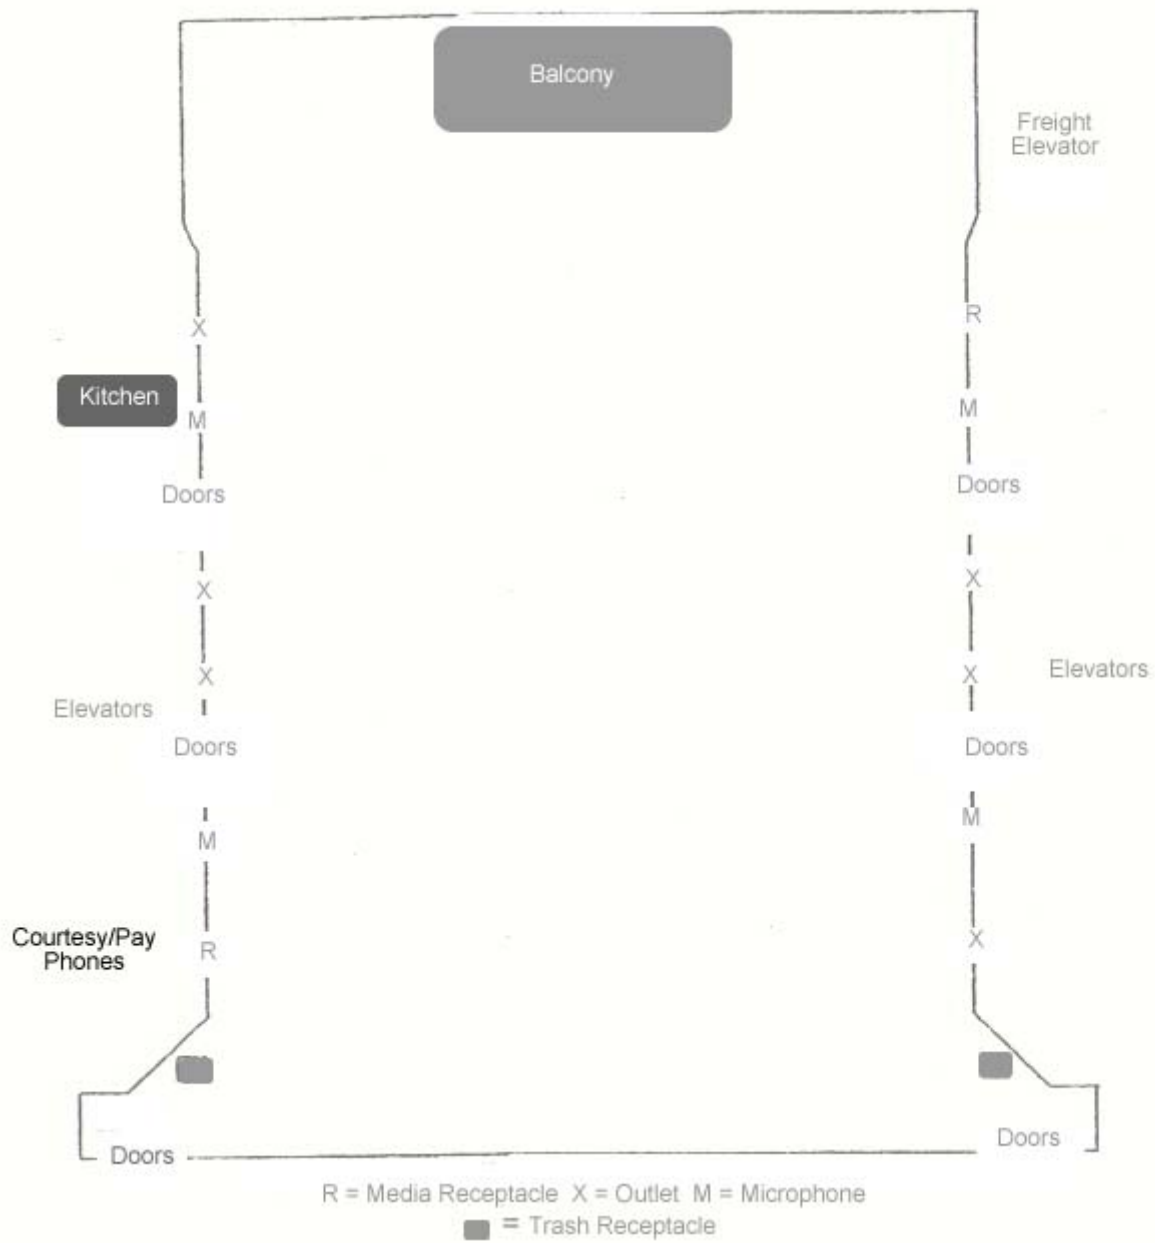 Balcony
Freight
Elevator
X
R
Kitchen
M
M
Doors
Doors
X
X
X
X
Elevators
Elevators
Doors
Doors
M
M
Courtesy/Pay
Phones
R
X
Doors
Doors
R = Media Receptacle X = Outlet M = Microphone
= Trash Receptacle